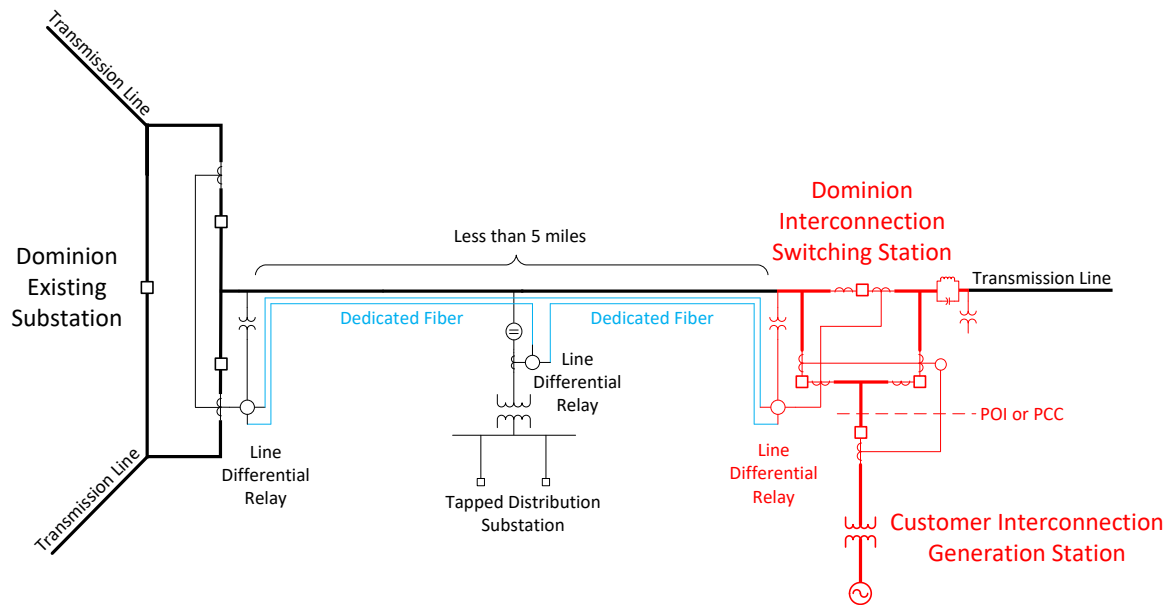 Transmission Line
Dominion
Existing
Substation
Transmission Line
Less than 5 miles
Dedicated Fiber
Dedicated Fiber
Line
Differential
Relay
Line
Differential
Relay
Tapped Distribution
Substation
Dominion
Interconnection
Switching Station
Transmission Line
POI or PCC
Line
Differential
Relay
Customer Interconnection
Generation Station